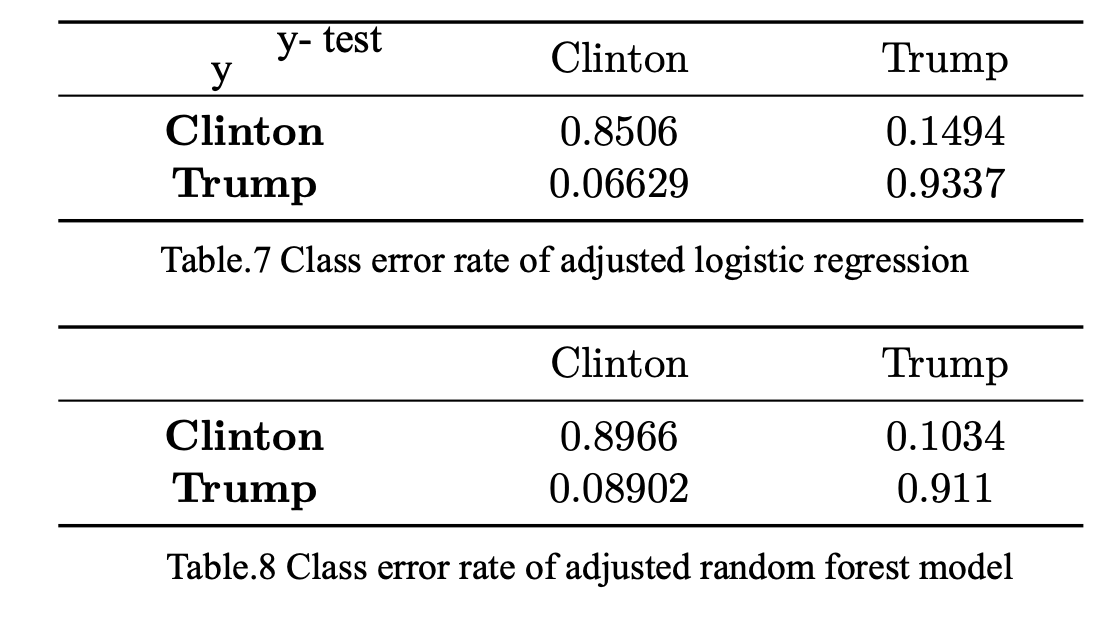 y- test
y Clinton Trump
Clinton 0.8506 0.1494
Trump 0.06629 0.9337
Table.7 Class error rate of adjusted logistic regression
Clinton Trump
Clinton 0.8966 0.1034
Trump 0.08902 0.911
Table.8 Class error rate of adjusted random forest model